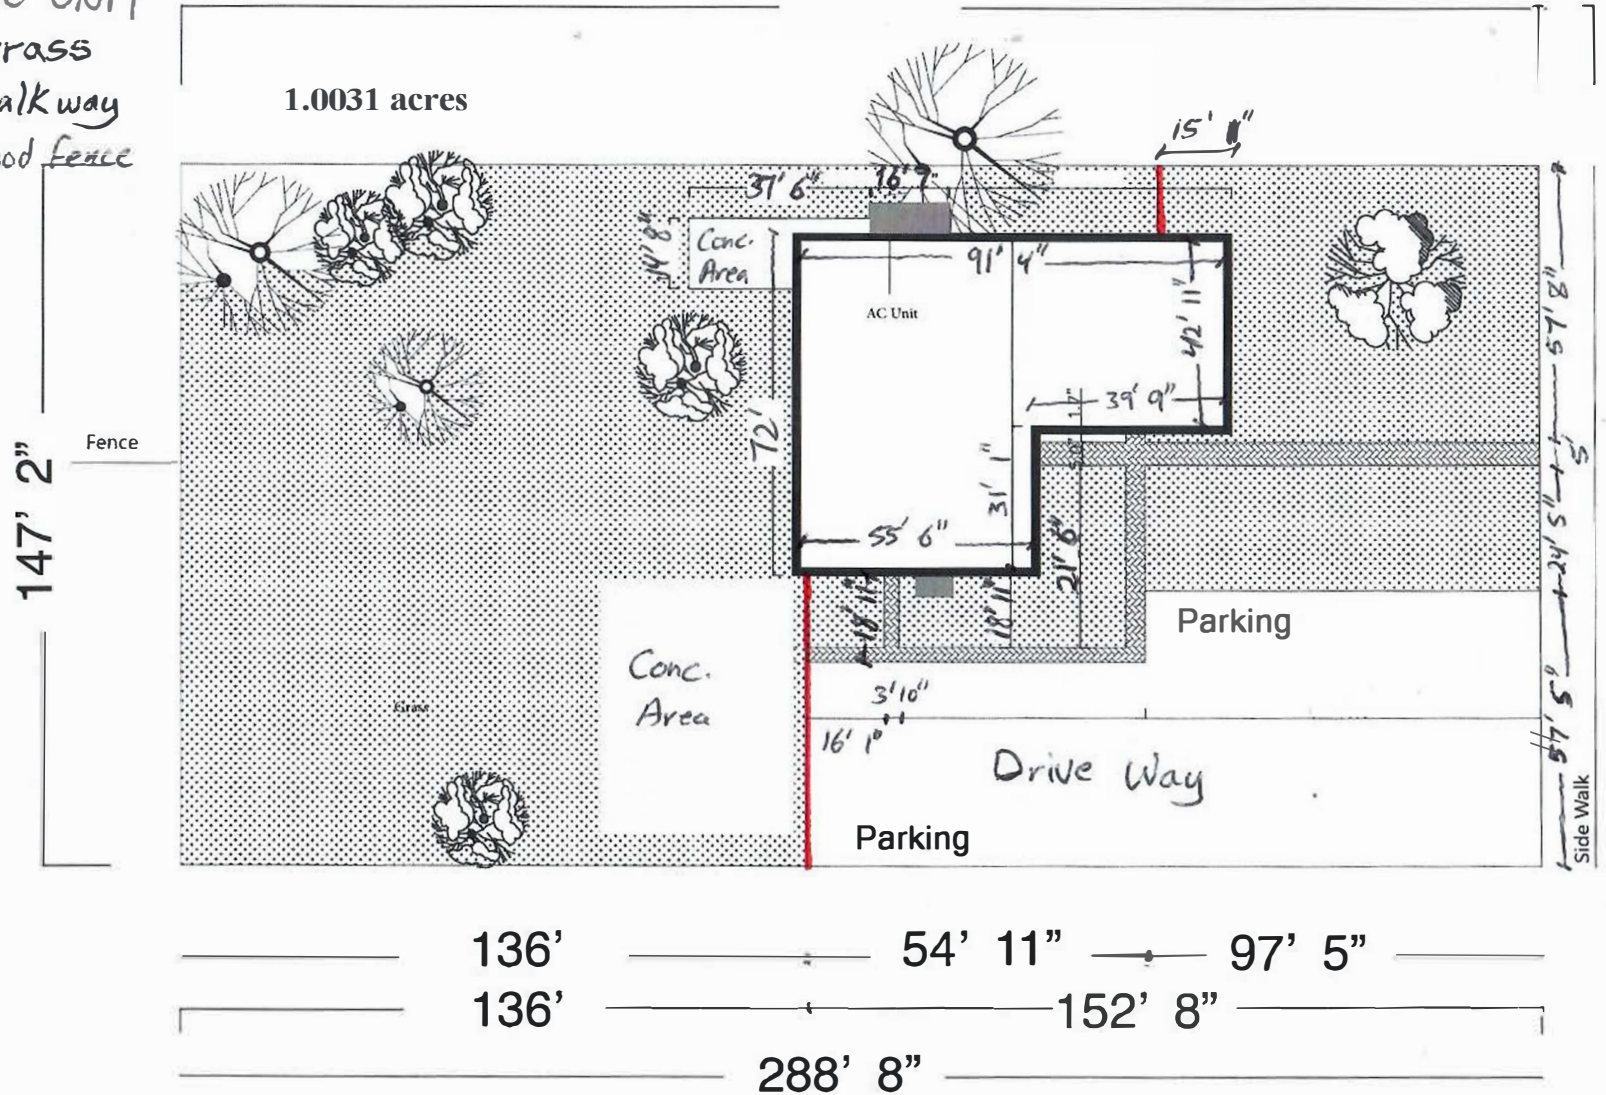 UNIT
rass
alkway
od fence
1.0031 acres
15' 1"
37' 6"
16' 9"
14' 8"
Conc.
Area
91' 4"
AC Unit
42' 11"
57' 8"
39' 9"
72'
Fence
147' 2"
31' 1"
5'
55' 6"
21' 6"
24' 5"
18' 11"
18' 11"
Parking
Conc.
Area
Grass
3' 10"
16' 1"
Drive Way
57' 5"
Side Walk
Parking
136'
54' 11"
97' 5"
136'
152' 8"
288' 8"